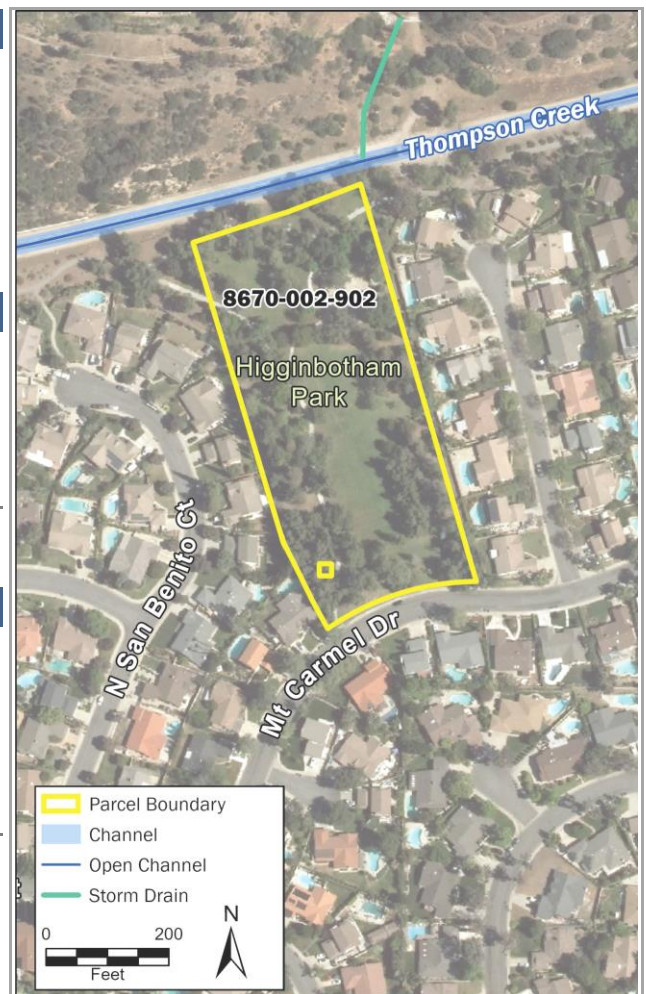 Thompson Creek
8670-002-902
Higginbotham
Park
N San Benito Ct
Mt Carmel Dr
Parcel Boundary
Channel
Open Channel
Storm Drain
N
0 200
Feet